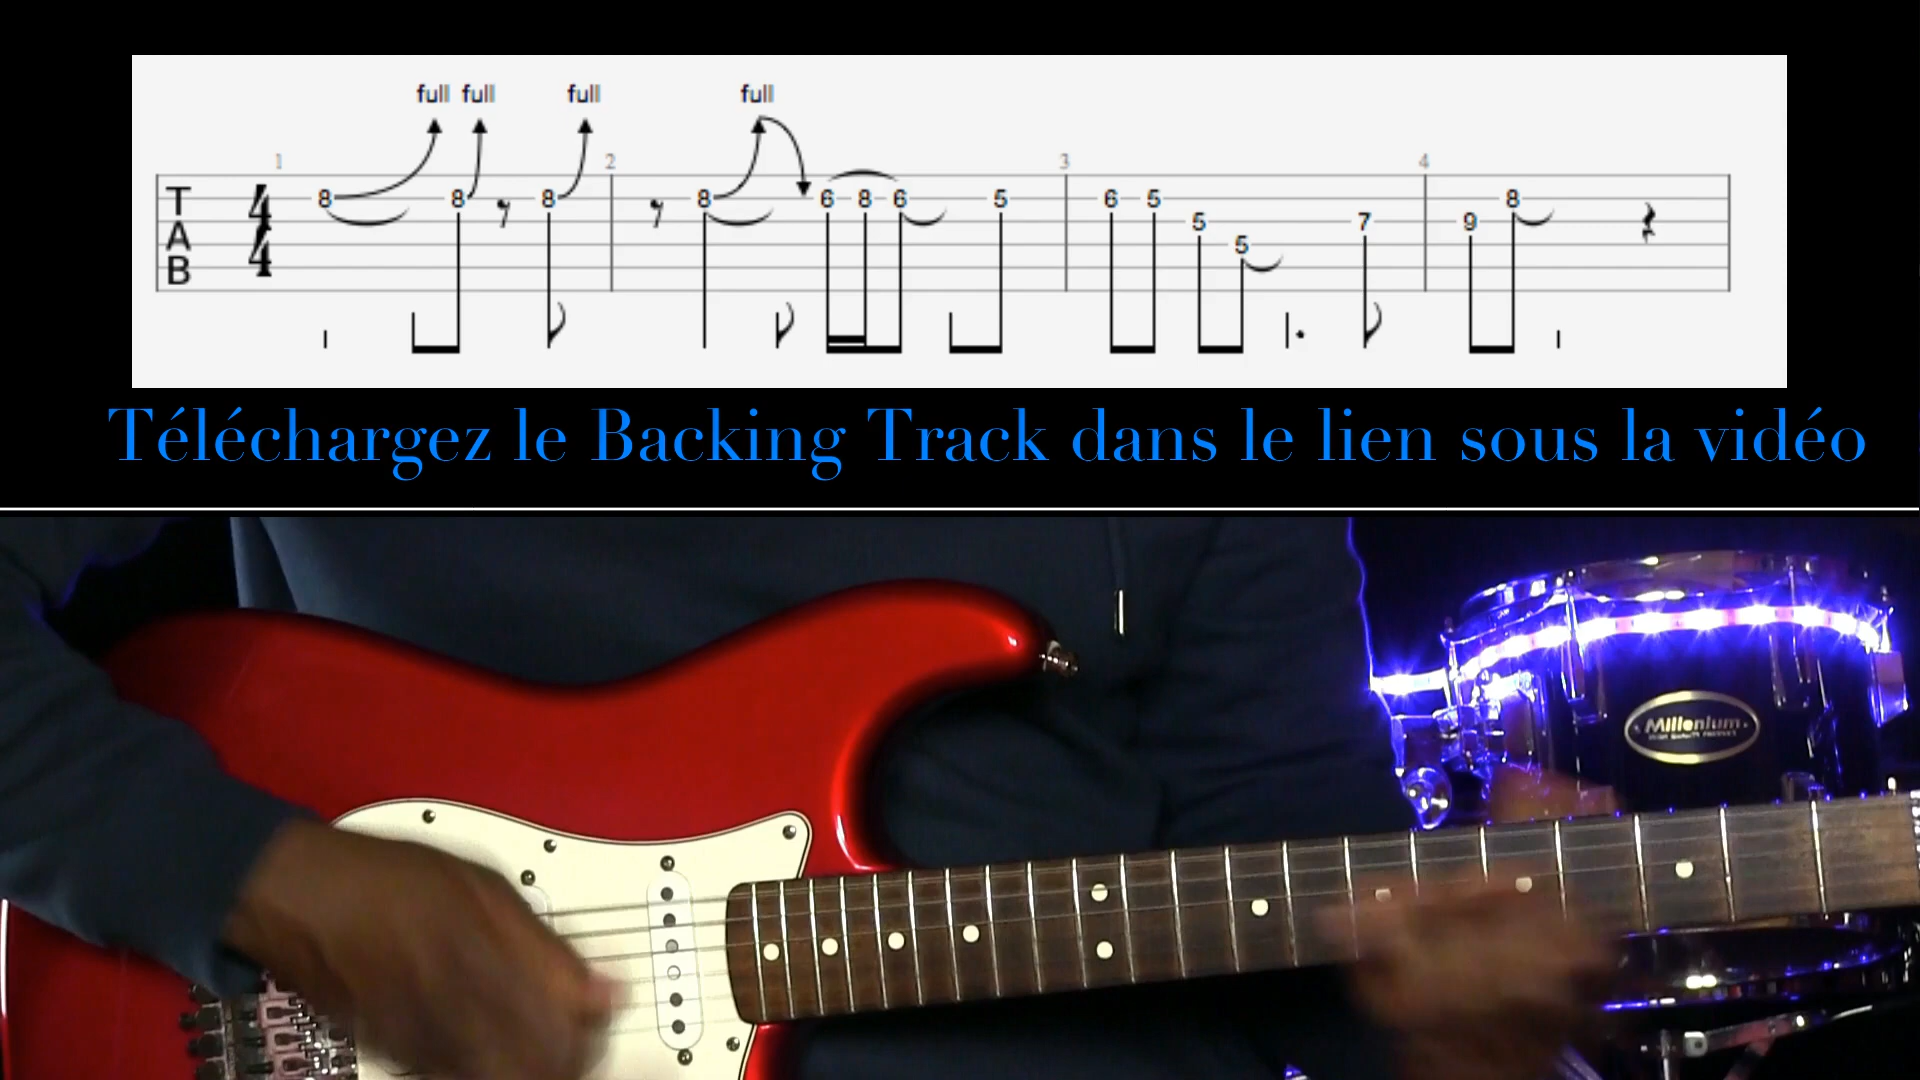 full full full full
1 2 3 4
T 4 8 8 8 8 6 8 6 5 6 5 8
A 5 7 9
4 5
B
Téléchargez le Backing Track dans le lien sous la vidéo
Millenium